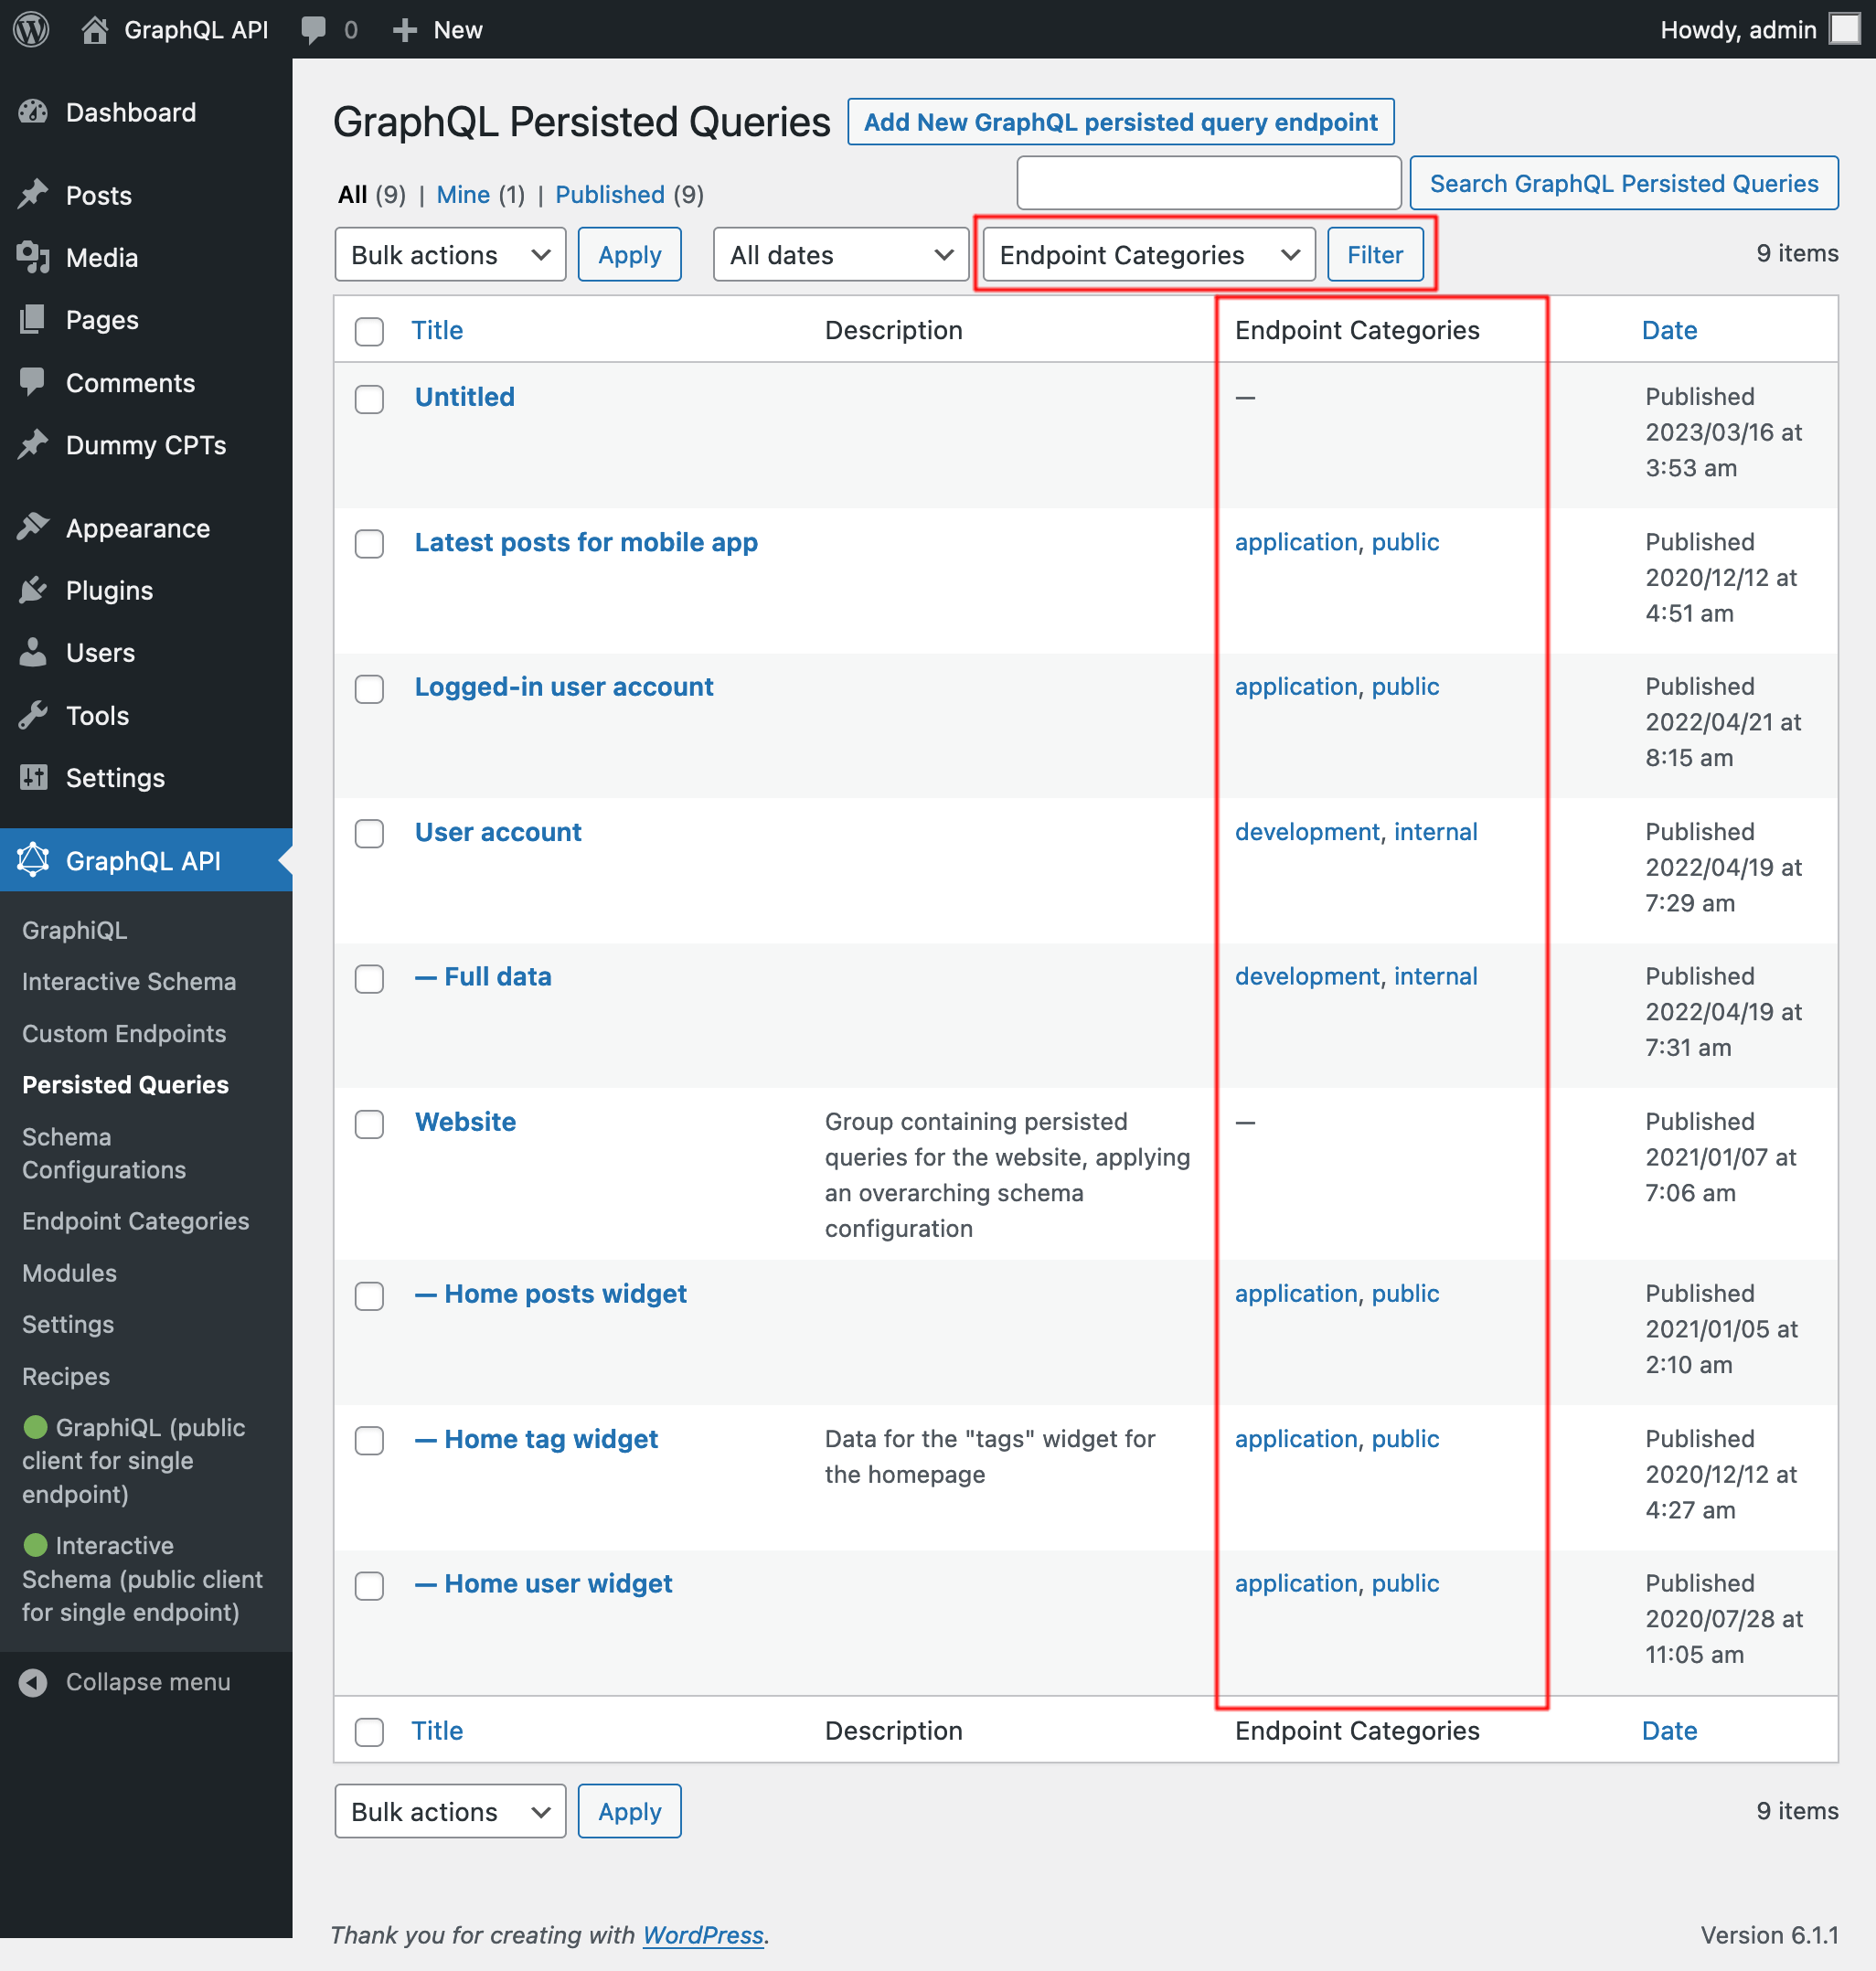 GraphQL API 0 New Howdy, admin
Dashboard
Posts
Media
Pages
Comments
Dummy CPTs
Appearance
Plugins
Users
Tools
Settings
GraphQL API
GraphiQL
Interactive Schema
Custom Endpoints
Persisted Queries
Schema
Configurations
Endpoint Categories
Modules
Settings
Recipes
GraphiQL (public
client for single
endpoint)
Interactive
Schema (public client
for single endpoint)
Collapse menu
GraphQL Persisted Queries Add New GraphQL persisted query endpoint
All (9) | Mine (1) | Published (9) Search GraphQL Persisted Queries
Bulk actions Apply All dates Endpoint Categories Filter 9 items
Title Description Endpoint Categories Date
Untitled — Published
2023/03/16 at
3:53 am
Latest posts for mobile app application, public Published
2020/12/12 at
4:51 am
Logged-in user account application, public Published
2022/04/21 at
8:15 am
User account development, internal Published
2022/04/19 at
7:29 am
— Full data development, internal Published
2022/04/19 at
7:31 am
Website Group containing persisted — Published
queries for the website, applying 2021/01/07 at
an overarching schema 7:06 am
configuration
— Home posts widget application, public Published
2021/01/05 at
2:10 am
— Home tag widget Data for the "tags" widget for application, public Published
the homepage 2020/12/12 at
4:27 am
— Home user widget application, public Published
2020/07/28 at
11:05 am
Title Description Endpoint Categories Date
Bulk actions Apply 9 items
Thank you for creating with WordPress. Version 6.1.1